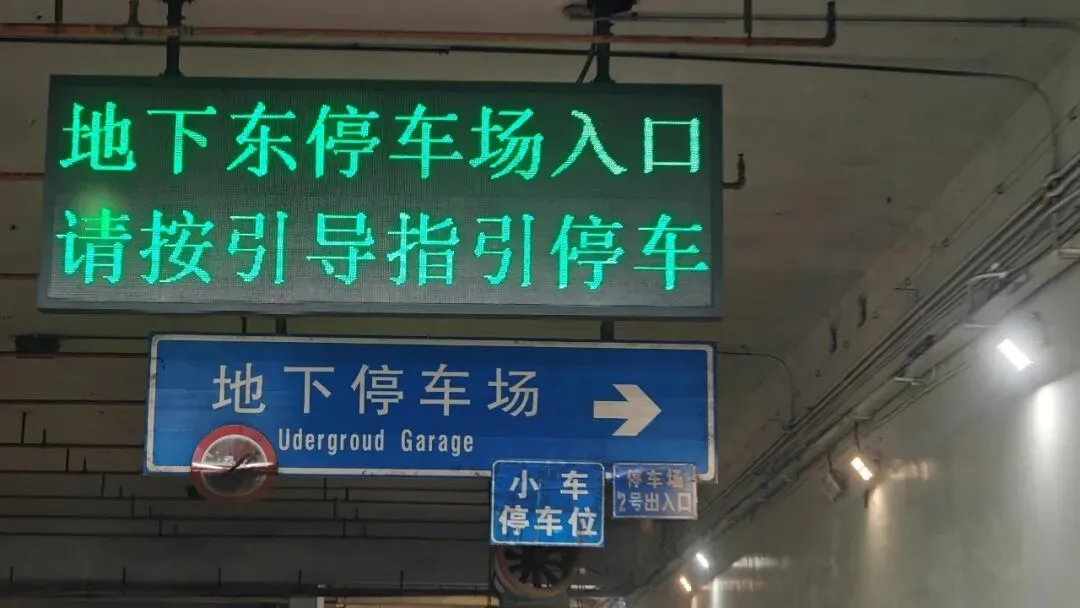 地下东停车场入口
请按引导指引停车
地下停车场
Udergroud Garage
小车
停车位
停车场
2号出入口